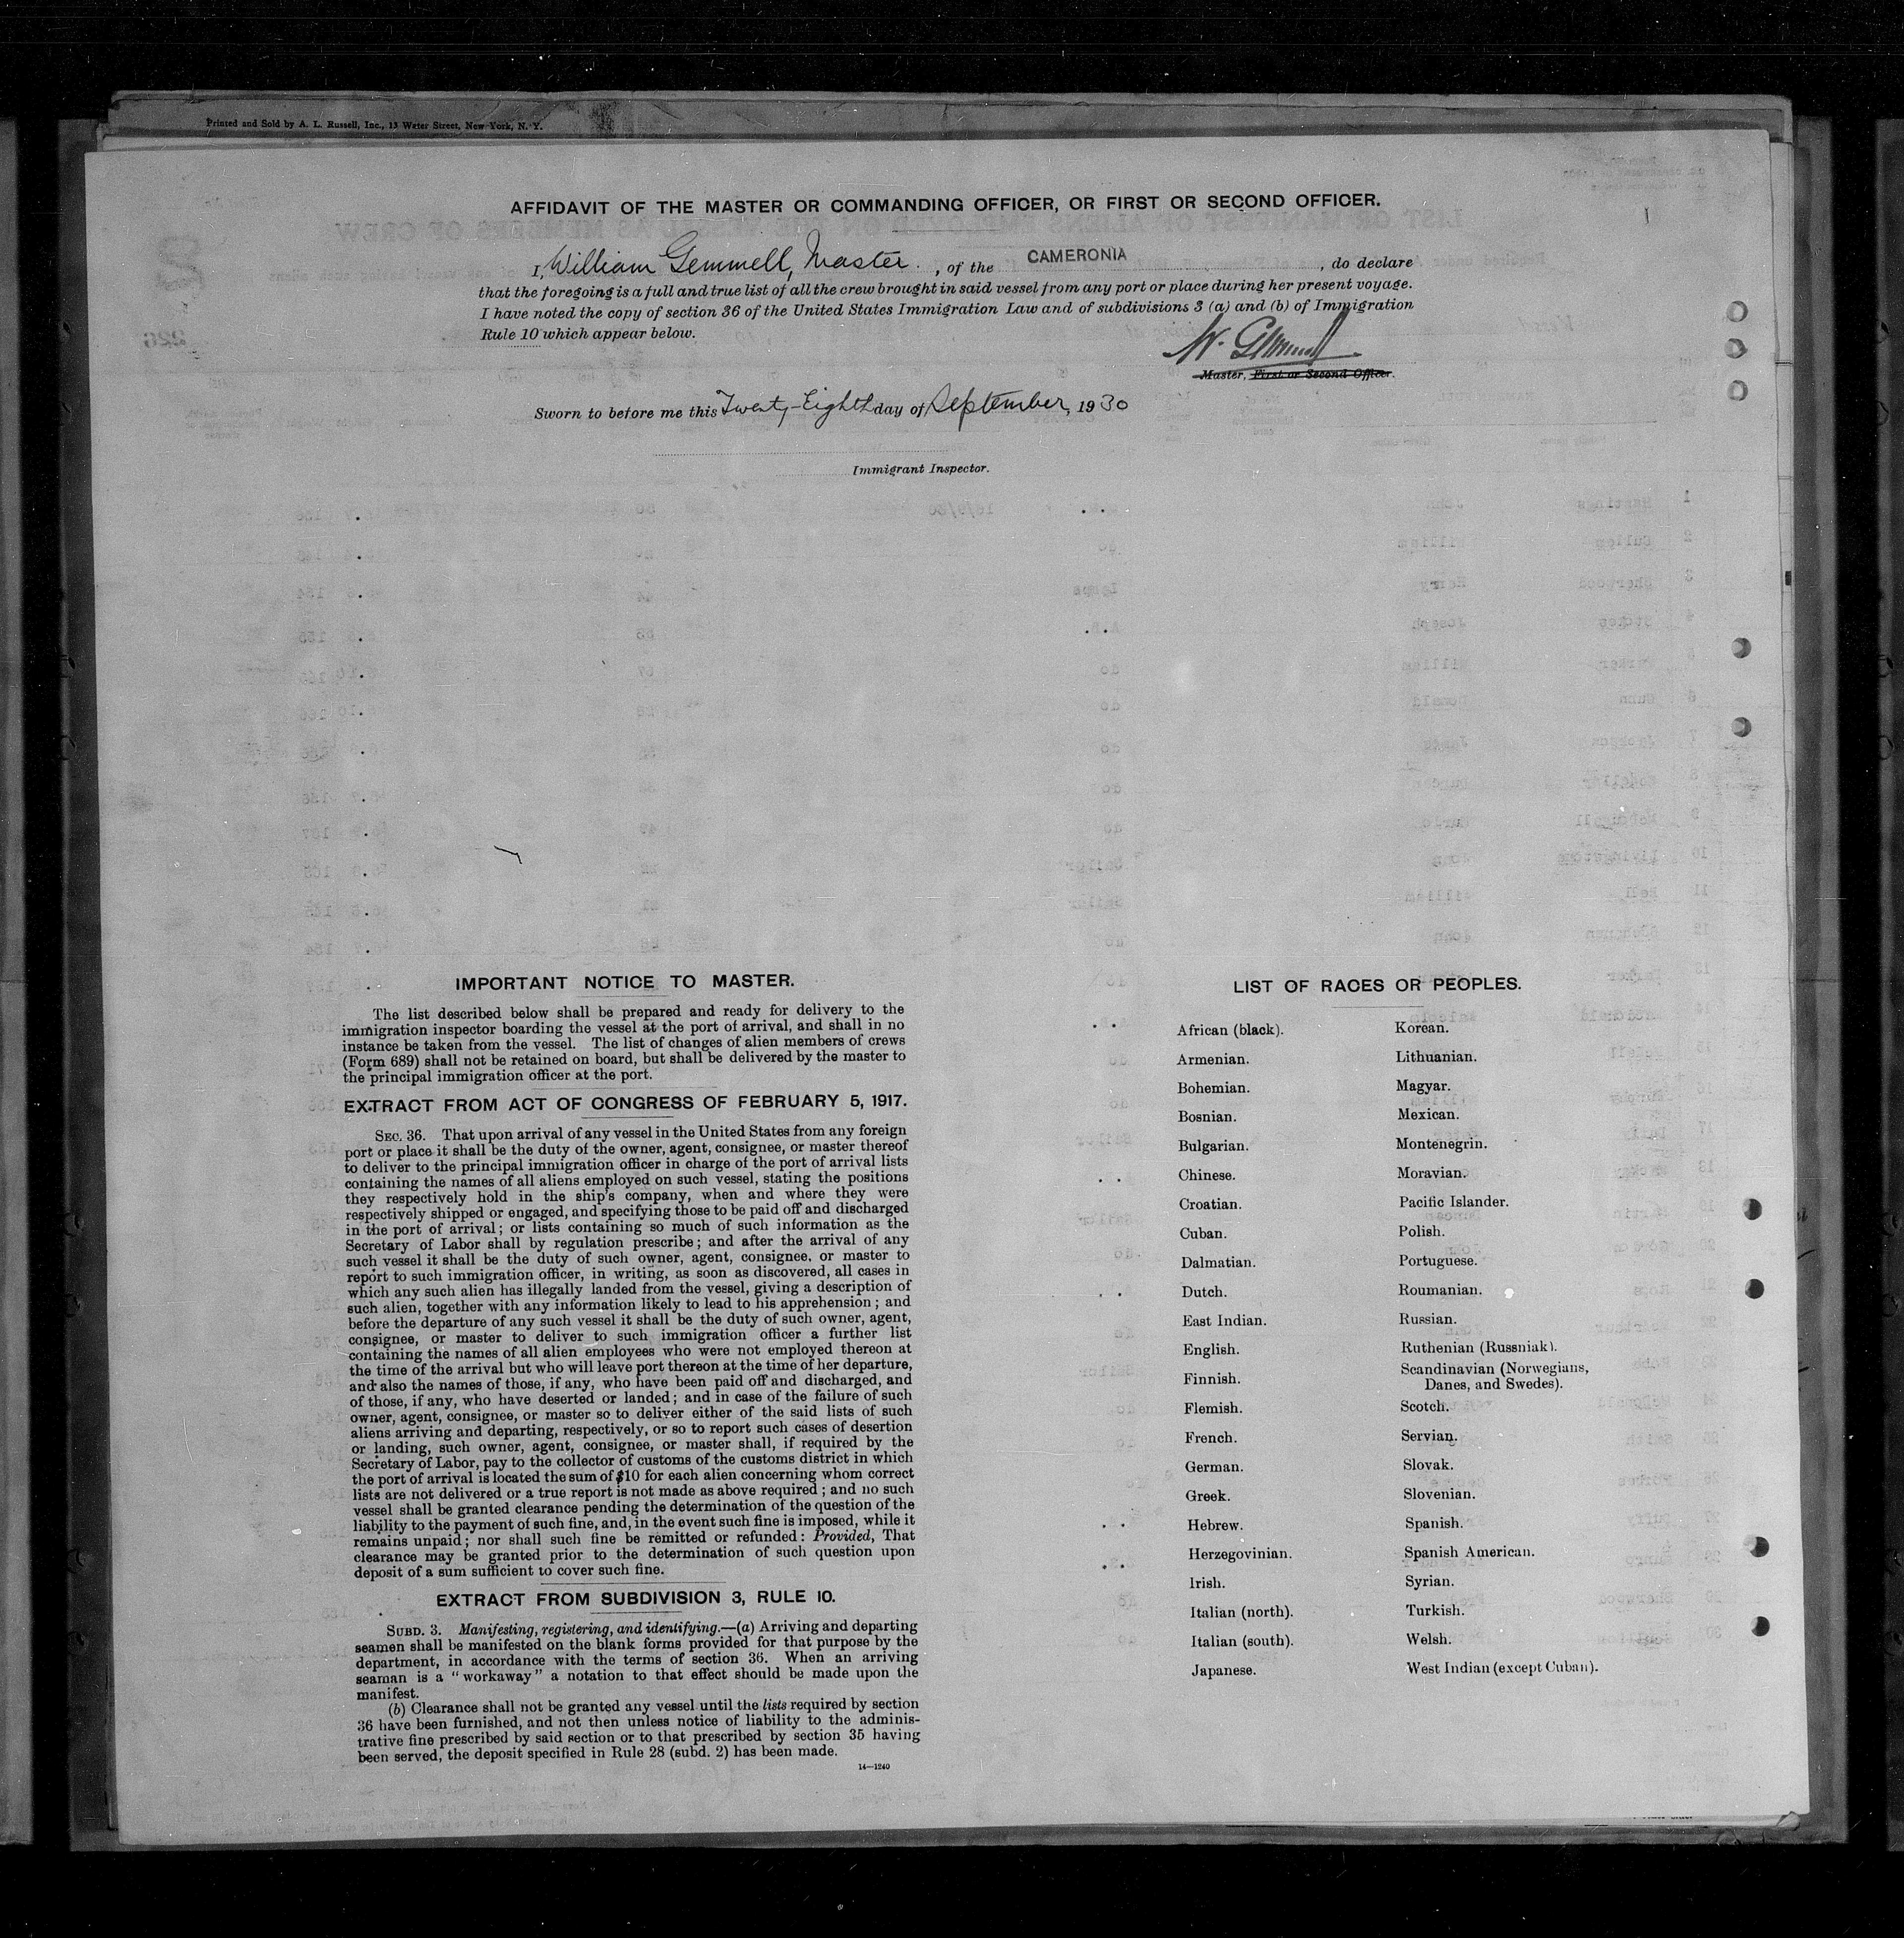 Printed and Sold by A. L. Russell, Inc., 13 Water Street, New York, N. Y.
AFFIDAVIT OF THE MASTER OR COMMANDING OFFICER, OR FIRST OR SECOND OFFICER.
I, William Gemmell, Master., of the CAMERONIA, do declare
that the foregoing is a full and true list of all the crew brought in said vessel from any port or place during her present voyage.
I have noted the copy of section 36 of the United States Immigration Law and of subdivisions 3 (a) and (b) of Immigration
Rule 10 which appear below.
W. Gemmell
Master, First or Second Officer.
Sworn to before me this Twenty-Eighth day of September, 1930
Immigrant Inspector.
IMPORTANT NOTICE TO MASTER.
The list described below shall be prepared and ready for delivery to the
immigration inspector boarding the vessel at the port of arrival, and shall in no
instance be taken from the vessel. The list of changes of alien members of crews
(Form 689) shall not be retained on board, but shall be delivered by the master to
the principal immigration officer at the port.
EXTRACT FROM ACT OF CONGRESS OF FEBRUARY 5, 1917.
SEC. 36. That upon arrival of any vessel in the United States from any foreign
port or place it shall be the duty of the owner, agent, consignee, or master thereof
to deliver to the principal immigration officer in charge of the port of arrival lists
containing the names of all aliens employed on such vessel, stating the positions
they respectively hold in the ship's company, when and where they were
respectively shipped or engaged, and specifying those to be paid off and discharged
in the port of arrival; or lists containing so much of such information as the
Secretary of Labor shall by regulation prescribe; and after the arrival of any
such vessel it shall be the duty of such owner, agent, consignee, or master to
report to such immigration officer, in writing, as soon as discovered, all cases in
which any such alien has illegally landed from the vessel, giving a description of
such alien, together with any information likely to lead to his apprehension; and
before the departure of any such vessel it shall be the duty of such owner, agent,
consignee, or master to deliver to such immigration officer a further list
containing the names of all alien employees who were not employed thereon at
the time of the arrival but who will leave port thereon at the time of her departure,
and also the names of those, if any, who have been paid off and discharged, and
of those, if any, who have deserted or landed; and in case of the failure of such
owner, agent, consignee, or master so to deliver either of the said lists of such
aliens arriving and departing, respectively, or so to report such cases of desertion
or landing, such owner, agent, consignee, or master shall, if required by the
Secretary of Labor, pay to the collector of customs of the customs district in which
the port of arrival is located the sum of $10 for each alien concerning whom correct
lists are not delivered or a true report is not made as above required; and no such
vessel shall be granted clearance pending the determination of the question of the
liability to the payment of such fine, and, in the event such fine is imposed, while it
remains unpaid; nor shall such fine be remitted or refunded: Provided, That
clearance may be granted prior to the determination of such question upon
deposit of a sum sufficient to cover such fine.
EXTRACT FROM SUBDIVISION 3, RULE 10.
SUBD. 3. Manifesting, registering, and identifying.—(a) Arriving and departing
seamen shall be manifested on the blank forms provided for that purpose by the
department, in accordance with the terms of section 36. When an arriving
seaman is a "workaway" a notation to that effect should be made upon the
manifest.
(b) Clearance shall not be granted any vessel until the lists required by section
36 have been furnished, and not then unless notice of liability to the adminis-
trative fine prescribed by said section or to that prescribed by section 35 having
been served, the deposit specified in Rule 28 (subd. 2) has been made.
14—1240
LIST OF RACES OR PEOPLES.
African (black).
Armenian.
Bohemian.
Bosnian.
Bulgarian.
Chinese.
Croatian.
Cuban.
Dalmatian.
Dutch.
East Indian.
English.
Finnish.
Flemish.
French.
German.
Greek.
Hebrew.
Herzegovinian.
Irish.
Italian (north).
Italian (south).
Japanese.
Korean.
Lithuanian.
Magyar.
Mexican.
Montenegrin.
Moravian.
Pacific Islander.
Polish.
Portuguese.
Roumanian.
Russian.
Ruthenian (Russniak).
Scandinavian (Norwegians,
Danes, and Swedes).
Scotch.
Servian.
Slovak.
Slovenian.
Spanish.
Spanish American.
Syrian.
Turkish.
Welsh.
West Indian (except Cuban).